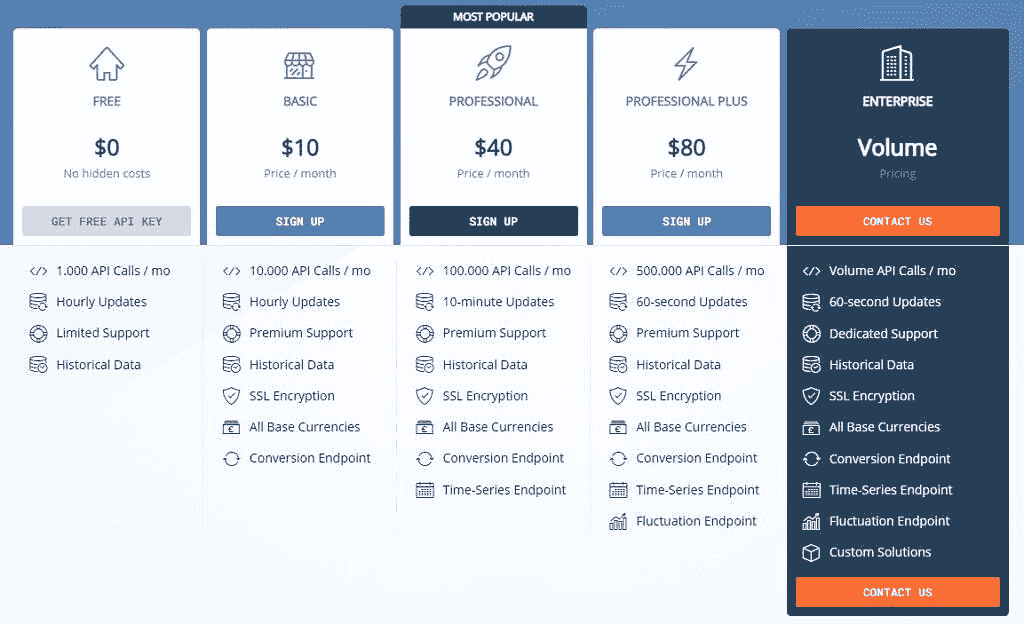 MOST POPULAR
FREE
$0
No hidden costs
GET FREE API KEY
1.000 API Calls / mo
Hourly Updates
Limited Support
Historical Data
BASIC
$10
Price / month
SIGN UP
10.000 API Calls / mo
Hourly Updates
Premium Support
Historical Data
SSL Encryption
All Base Currencies
Conversion Endpoint
PROFESSIONAL
$40
Price / month
SIGN UP
100.000 API Calls / mo
10-minute Updates
Premium Support
Historical Data
SSL Encryption
All Base Currencies
Conversion Endpoint
Time-Series Endpoint
PROFESSIONAL PLUS
$80
Price / month
SIGN UP
500.000 API Calls / mo
60-second Updates
Premium Support
Historical Data
SSL Encryption
All Base Currencies
Conversion Endpoint
Time-Series Endpoint
Fluctuation Endpoint
ENTERPRISE
Volume
Pricing
CONTACT US
Volume API Calls / mo
60-second Updates
Dedicated Support
Historical Data
SSL Encryption
All Base Currencies
Conversion Endpoint
Time-Series Endpoint
Fluctuation Endpoint
Custom Solutions
CONTACT US